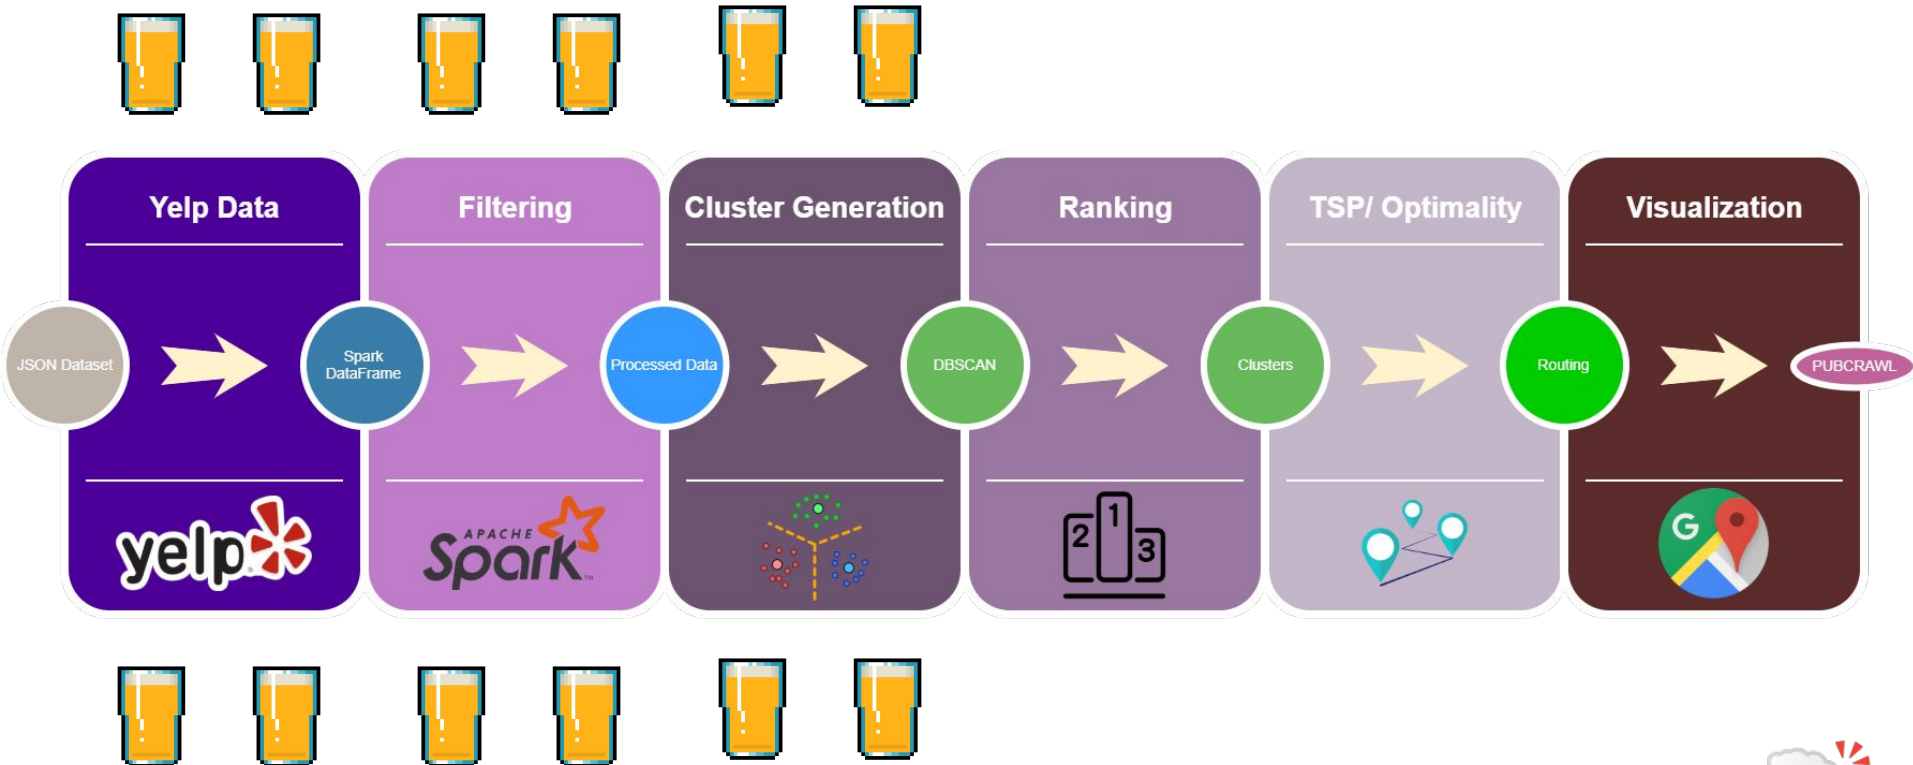 Yelp Data
Filtering
Cluster Generation
Ranking
TSP/ Optimality
Visualization
JSON Dataset
Spark
DataFrame
Processed Data
DBSCAN
Clusters
Routing
PUBCRAWL
yelp
APACHE
Spark
TM
2
1
3
G